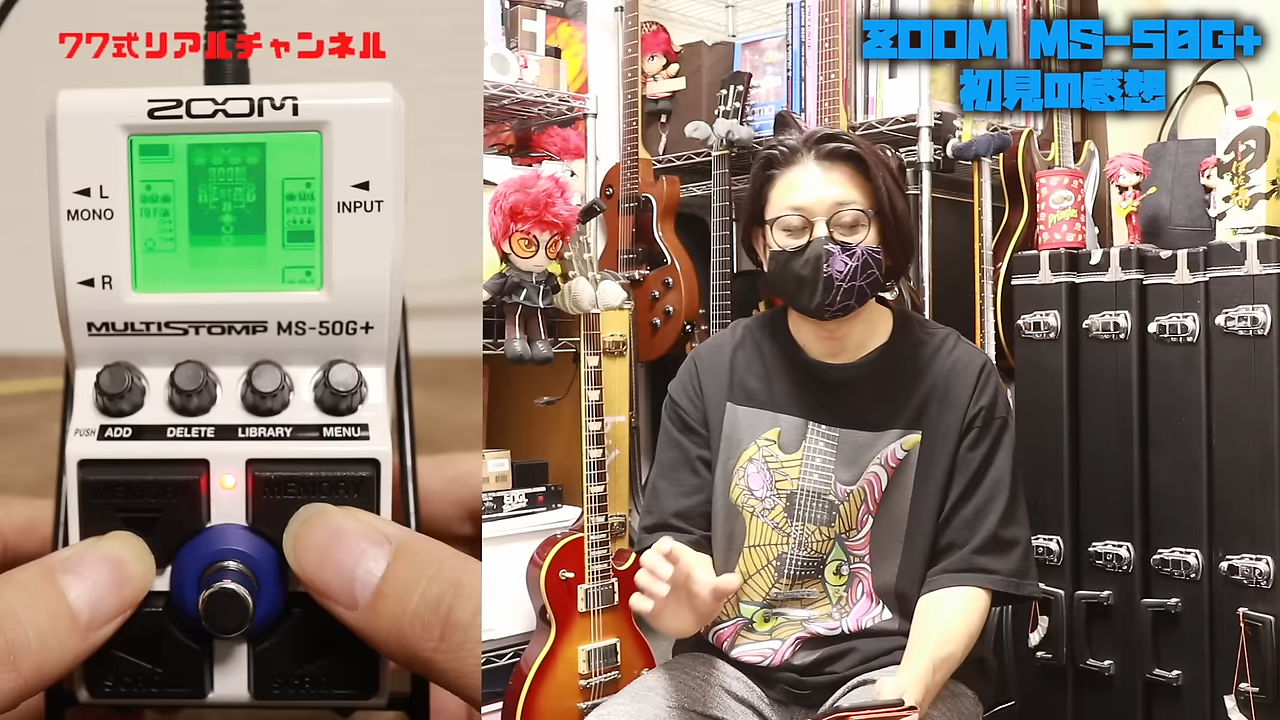 77式リアルチャンネル
ZOOM MS-50G+
初見の感想
ZOOM
L
MONO
INPUT
R
MULTISTOMP MS-50G+
PUSH ADD DELETE LIBRARY MENU
MEMORY
MEMORY
Pringles